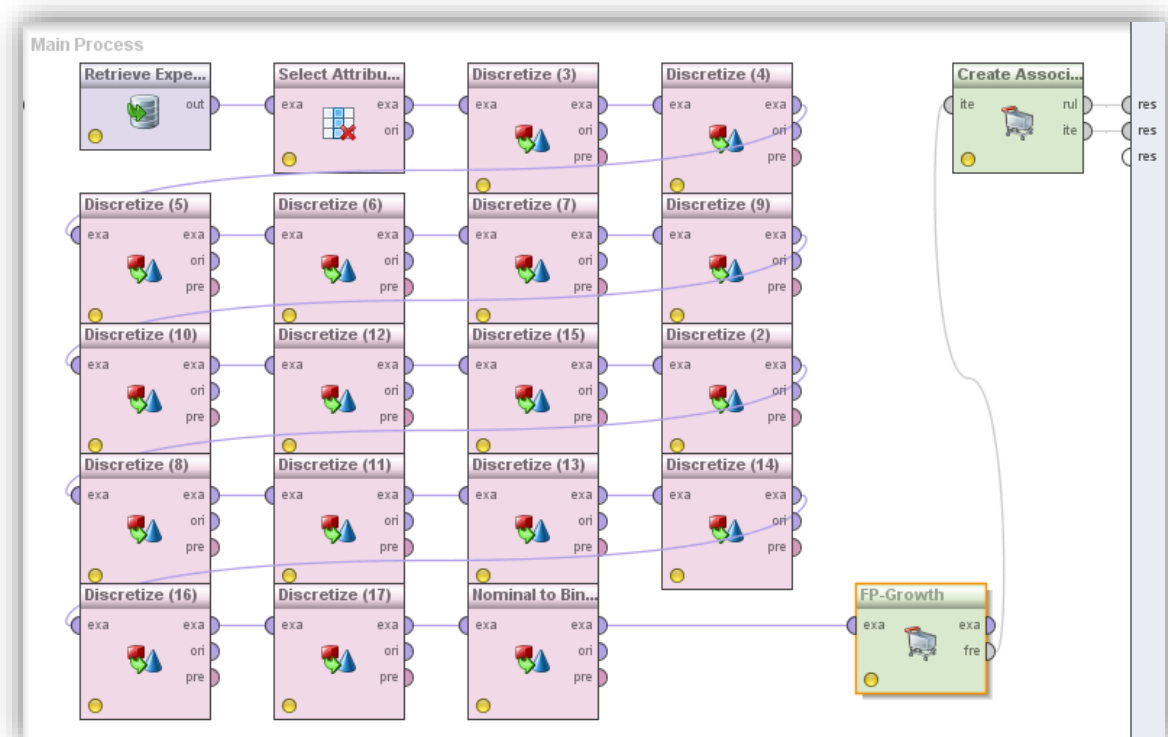 Main Process
Retrieve Expe... Select Attribu... Discretize (3) Discretize (4) Create Associ...
out exa exa exa exa exa exa ite rul res
ori ori ori ite res
pre pre res
Discretize (5) Discretize (6) Discretize (7) Discretize (9)
exa exa exa exa exa exa exa exa
ori ori ori ori
pre pre pre pre
Discretize (10) Discretize (12) Discretize (15) Discretize (2)
exa exa exa exa exa exa exa exa
ori ori ori ori
pre pre pre pre
Discretize (8) Discretize (11) Discretize (13) Discretize (14)
exa exa exa exa exa exa exa exa
ori ori ori ori
pre pre pre pre
Discretize (16) Discretize (17) Nominal to Bin... FP-Growth
exa exa exa exa exa exa exa exa
ori ori ori fre
pre pre pre